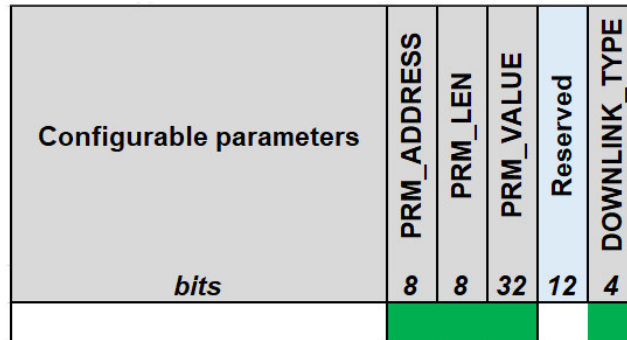 Configurable parameters
PRM_ADDRESS
PRM_LEN
PRM_VALUE
Reserved
DOWNLINK_TYPE
bits
8
8
32
12
4